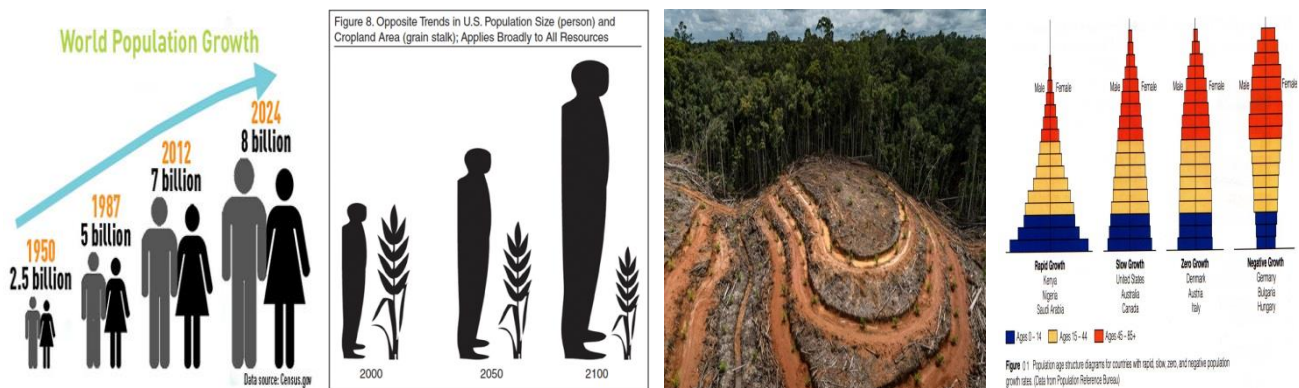 World Population Growth
2024
8 billion
2012
7 billion
1987
5 billion
1950
2.5 billion
Data source: Census.gov
Figure 8. Opposite Trends in U.S. Population Size (person) and
Cropland Area (grain stalk); Applies Broadly to All Resources
2000
2050
2100
Male
Female
Male
Female
Male
Female
Male
Female
Rapid Growth
Kenya
Nigeria
Saudi Arabia
Slow Growth
United States
Australia
Canada
Zero Growth
Denmark
Austria
Italy
Negative Growth
Germany
Bulgaria
Hungary
Ages 0 - 14
Ages 15 - 44
Ages 45 - 85+
Figure 0.1 Population age structure diagrams for countries with rapid, slow, zero, and negative population
growth rates. (Data from Population Reference Bureau)